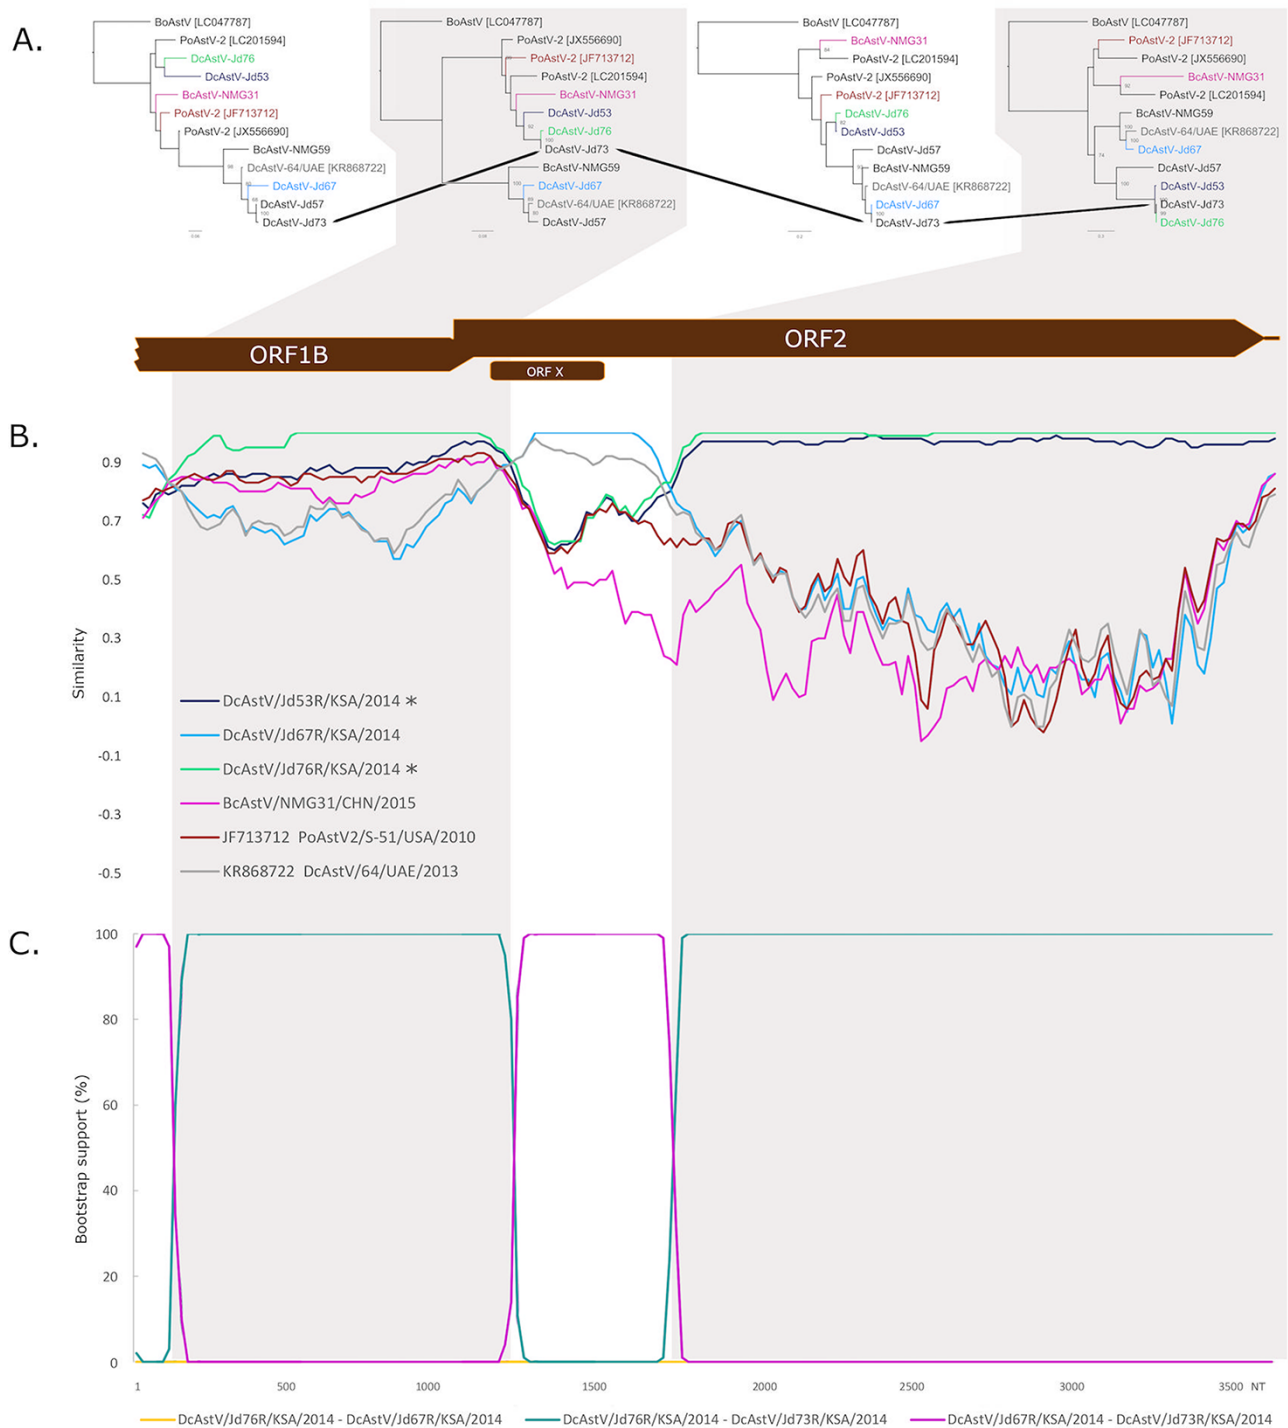 A.
BoAstV [LC047787]
PoAstV-2 [LC201594]
DcAstV-Jd76
DcAstV-Jd53
BcAstV-NMG31
PoAstV-2 [JF713712]
PoAstV-2 [JX556690]
BcAstV-NMG59
DcAstV-64/UAE [KR868722]
DcAstV-Jd67
DcAstV-Jd57
DcAstV-Jd73
BoAstV [LC047787]
PoAstV-2 [JX556690]
PoAstV-2 [JF713712]
PoAstV-2 [LC201594]
BcAstV-NMG31
DcAstV-Jd53
DcAstV-Jd76
DcAstV-Jd73
BcAstV-NMG59
DcAstV-Jd67
DcAstV-64/UAE [KR868722]
DcAstV-Jd57
BoAstV [LC047787]
BcAstV-NMG31
PoAstV-2 [LC201594]
PoAstV-2 [JX556690]
PoAstV-2 [JF713712]
DcAstV-Jd76
DcAstV-Jd53
DcAstV-Jd57
BcAstV-NMG59
DcAstV-64/UAE [KR868722]
DcAstV-Jd67
DcAstV-Jd73
BoAstV [LC047787]
PoAstV-2 [JF713712]
PoAstV-2 [JX556690]
BcAstV-NMG31
PoAstV-2 [LC201594]
BcAstV-NMG59
DcAstV-64/UAE [KR868722]
DcAstV-Jd67
DcAstV-Jd57
DcAstV-Jd53
DcAstV-Jd73
DcAstV-Jd76
ORF1B
ORF2
ORF X
B.
Similarity
0.9
0.7
0.5
0.3
0.1
-0.1
-0.3
-0.5
DcAstV/Jd53R/KSA/2014 *
DcAstV/Jd67R/KSA/2014
DcAstV/Jd76R/KSA/2014 *
BcAstV/NMG31/CHN/2015
JF713712 PoAstV2/S-51/USA/2010
KR868722 DcAstV/64/UAE/2013
C.
Bootstrap support (%)
100
80
60
40
20
0
1 500 1000 1500 2000 2500 3000 3500 NT
DcAstV/Jd76R/KSA/2014 - DcAstV/Jd67R/KSA/2014
DcAstV/Jd76R/KSA/2014 - DcAstV/Jd73R/KSA/2014
DcAstV/Jd67R/KSA/2014 - DcAstV/Jd73R/KSA/2014